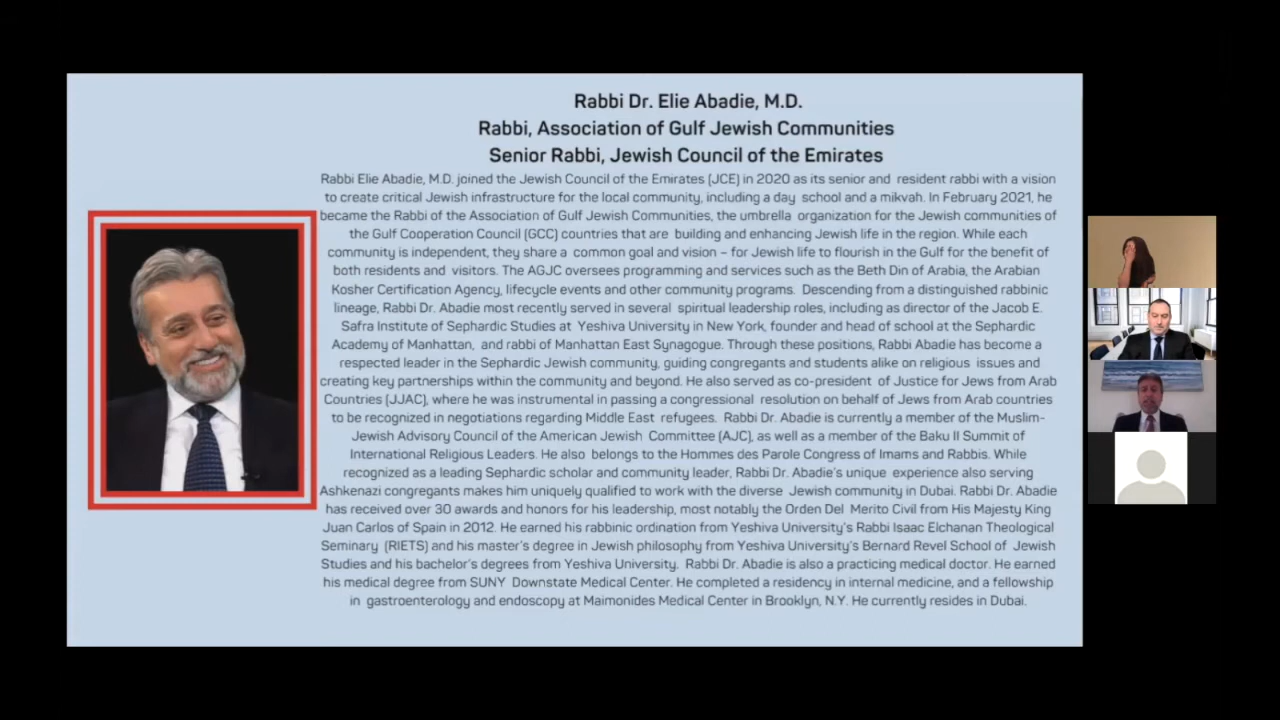 Rabbi Dr. Elie Abadie, M.D.
Rabbi, Association of Gulf Jewish Communities
Senior Rabbi, Jewish Council of the Emirates
Rabbi Elie Abadie, M.D. joined the Jewish Council of the Emirates (JCE) in 2020 as its senior and resident rabbi with a vision
to create critical Jewish infrastructure for the local community, including a day school and a mikvah. In February 2021, he
became the Rabbi of the Association of Gulf Jewish Communities, the umbrella organization for the Jewish communities of
the Gulf Cooperation Council (GCC) countries that are building and enhancing Jewish life in the region. While each
community is independent, they share a common goal and vision – for Jewish life to flourish in the Gulf for the benefit of
both residents and visitors. The AGJC oversees programming and services such as the Beth Din of Arabia, the Arabian
Kosher Certification Agency, lifecycle events and other community programs. Descending from a distinguished rabbinic
lineage, Rabbi Dr. Abadie most recently served in several spiritual leadership roles, including as director of the Jacob E.
Safra Institute of Sephardic Studies at Yeshiva University in New York, founder and head of school at the Sephardic
Academy of Manhattan, and rabbi of Manhattan East Synagogue. Through these positions, Rabbi Abadie has become a
respected leader in the Sephardic Jewish community, guiding congregants and students alike on religious issues and
creating key partnerships within the community and beyond. He also served as co-president of Justice for Jews from Arab
Countries (JJAC), where he was instrumental in passing a congressional resolution on behalf of Jews from Arab countries
to be recognized in negotiations regarding Middle East refugees. Rabbi Dr. Abadie is currently a member of the Muslim-
Jewish Advisory Council of the American Jewish Committee (AJC), as well as a member of the Baku II Summit of
International Religious Leaders. He also belongs to the Hommes des Parole Congress of Imams and Rabbis. While
recognized as a leading Sephardic scholar and community leader, Rabbi Dr. Abadie's unique experience also serving
Ashkenazi congregants makes him uniquely qualified to work with the diverse Jewish community in Dubai. Rabbi Dr. Abadie
has received over 30 awards and honors for his leadership, most notably the Orden Del Merito Civil from His Majesty King
Juan Carlos of Spain in 2012. He earned his rabbinic ordination from Yeshiva University's Rabbi Isaac Elchanan Theological
Seminary (RIETS) and his master's degree in Jewish philosophy from Yeshiva University's Bernard Revel School of Jewish
Studies and his bachelor's degrees from Yeshiva University. Rabbi Dr. Abadie is also a practicing medical doctor. He earned
his medical degree from SUNY Downstate Medical Center. He completed a residency in internal medicine, and a fellowship
in gastroenterology and endoscopy at Maimonides Medical Center in Brooklyn, N.Y. He currently resides in Dubai.